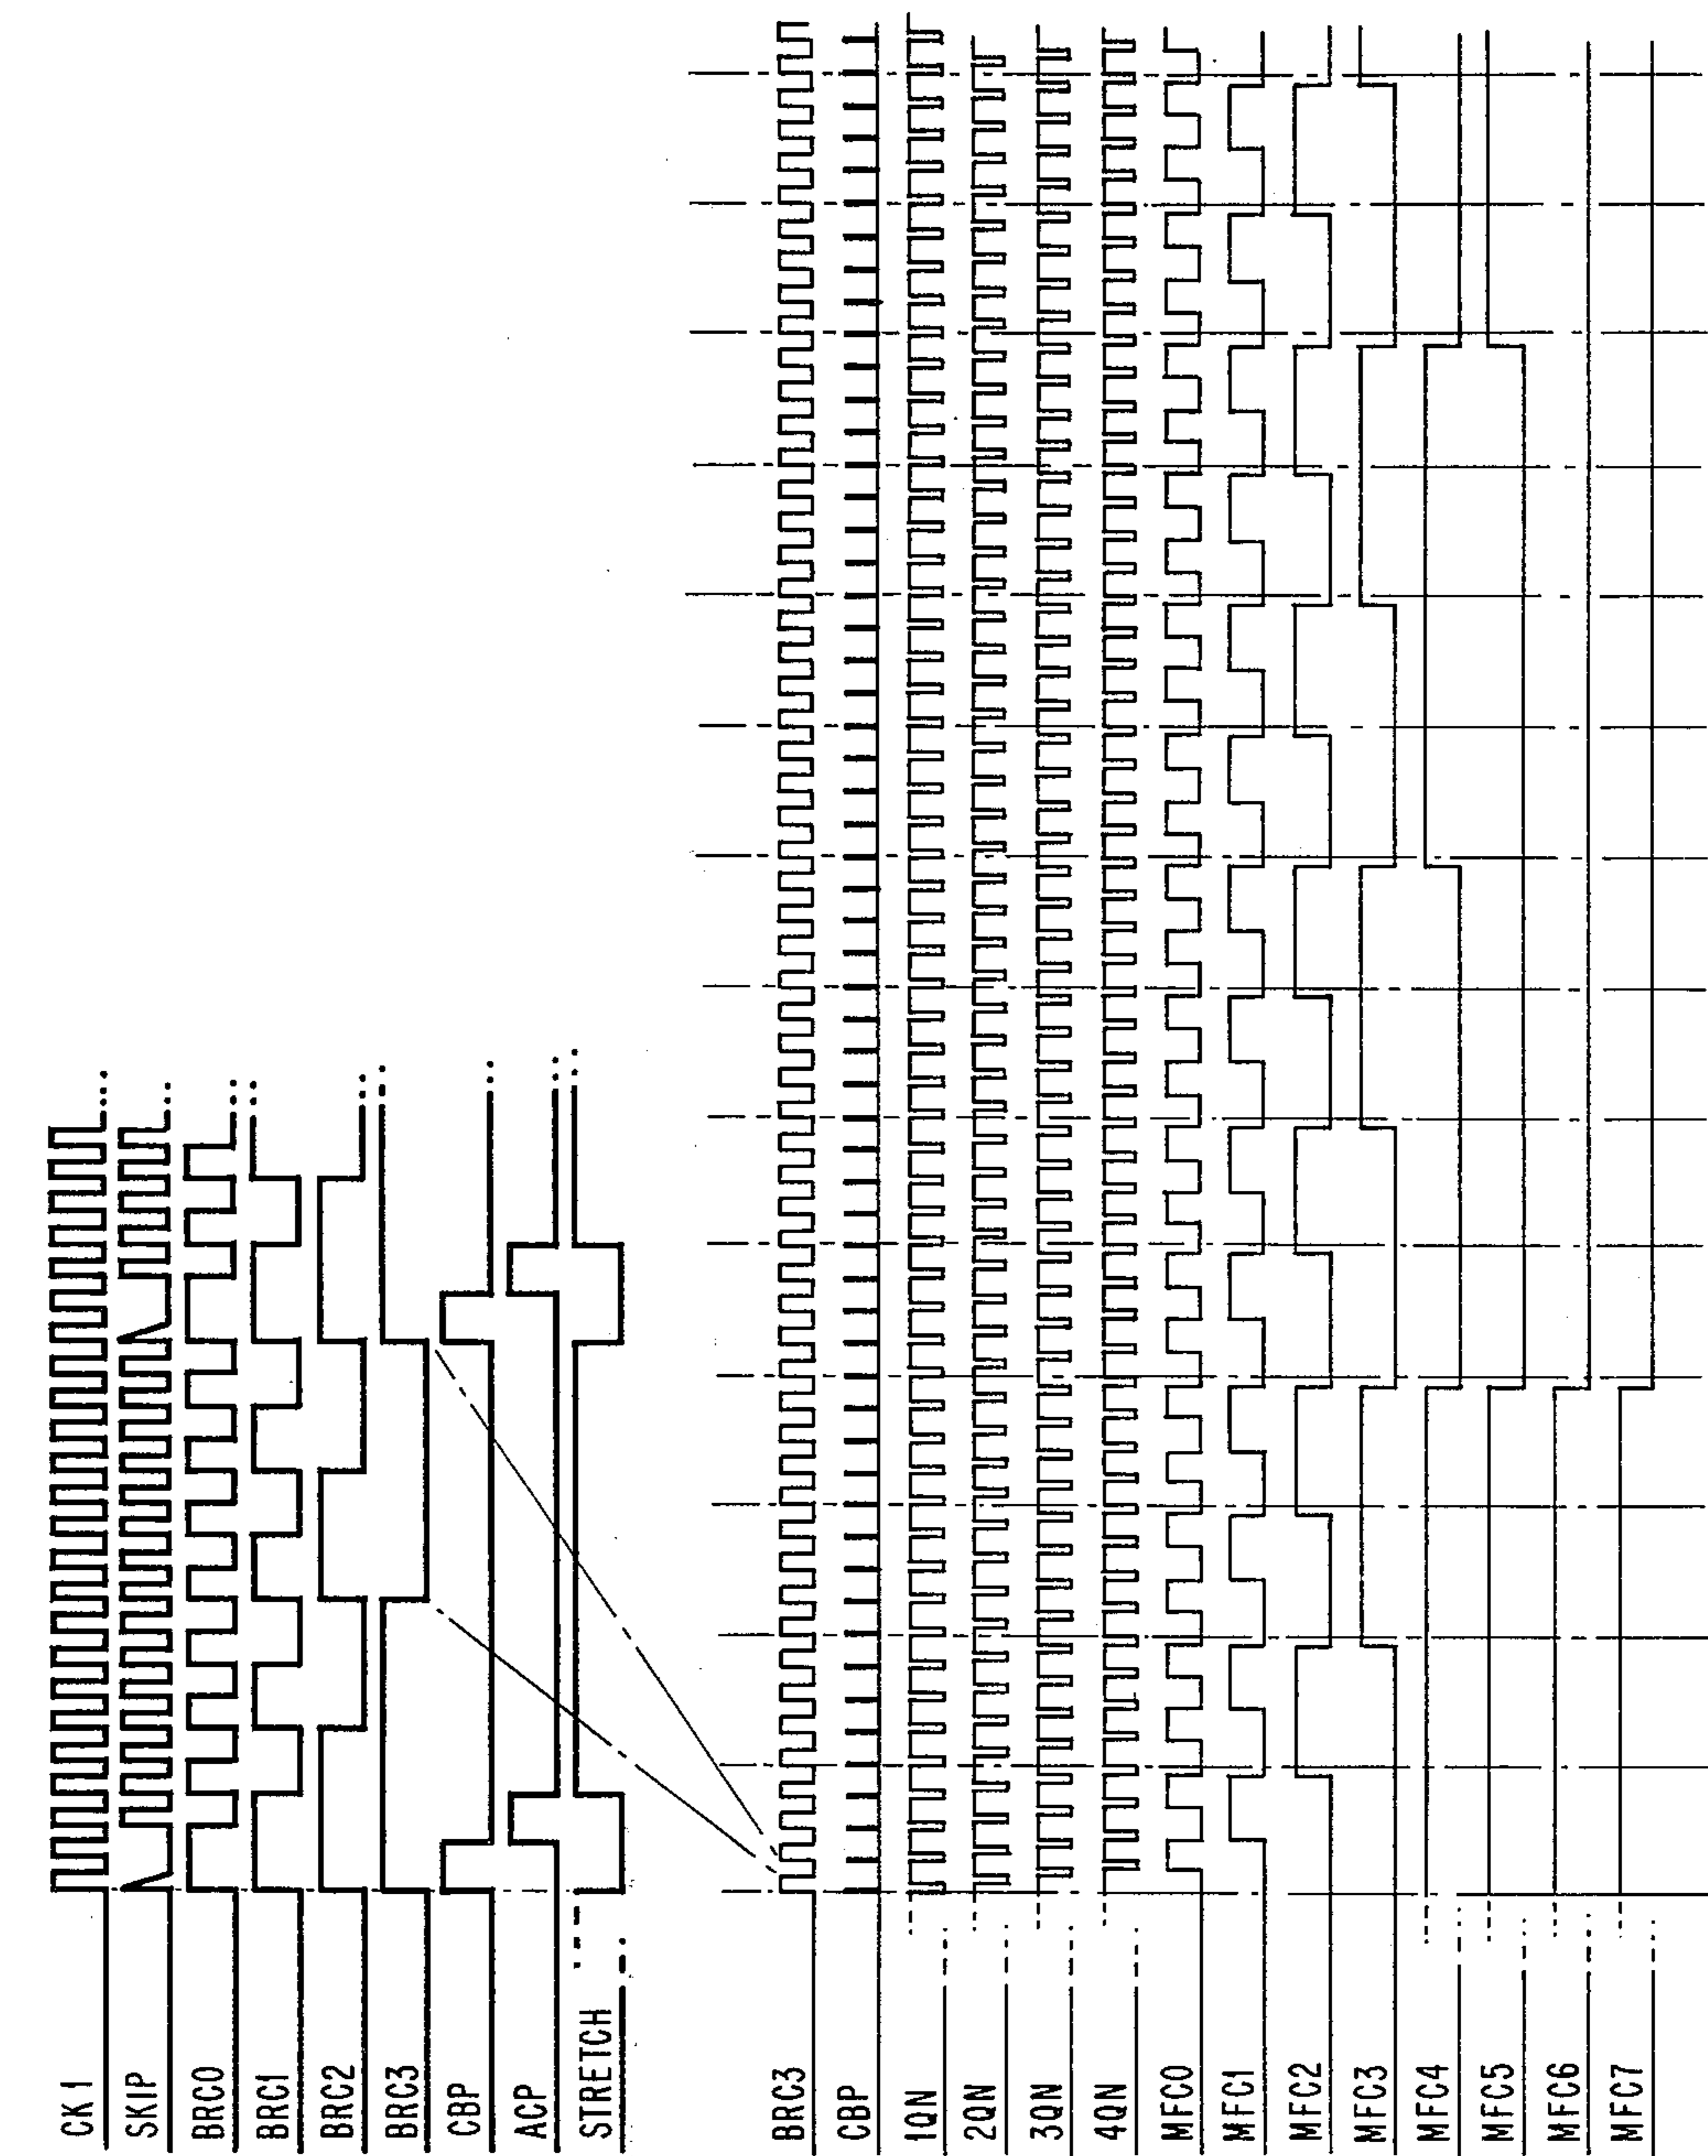 CK1
SKIP
BRC0
BRC1
BRC2
BRC3
CBP
ACP
STRETCH
BRC3
CBP
1QN
2QN
3QN
4QN
MFC0
MFC1
MFC2
MFC3
MFC4
MFC5
MFC6
MFC7